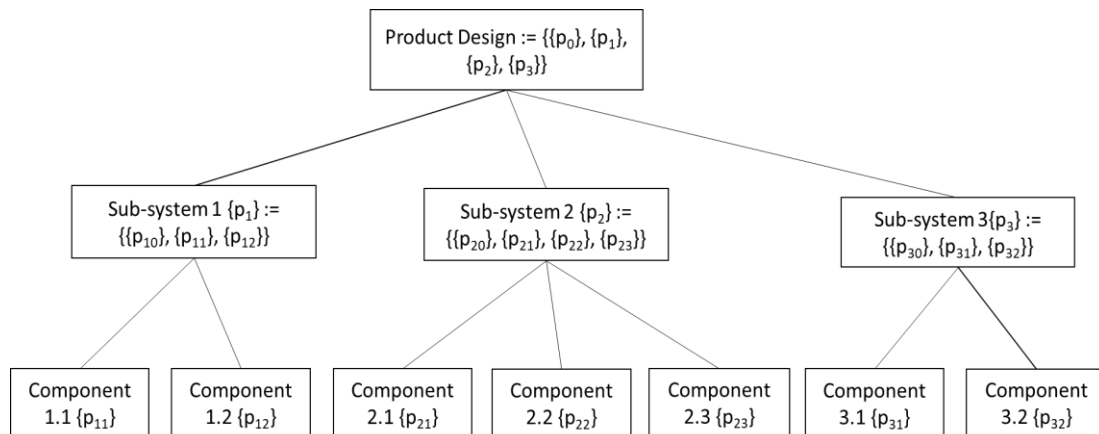 Product Design := {{p₀}, {p₁},
{p₂}, {p₃}}
Sub-system 1 {p₁} :=
{{p₁₀}, {p₁₁}, {p₁₂}}
Sub-system 2 {p₂} :=
{{p₂₀}, {p₂₁}, {p₂₂}, {p₂₃}}
Sub-system 3{p₃} :=
{{p₃₀}, {p₃₁}, {p₃₂}}
Component
1.1 {p₁₁}
Component
1.2 {p₁₂}
Component
2.1 {p₂₁}
Component
2.2 {p₂₂}
Component
2.3 {p₂₃}
Component
3.1 {p₃₁}
Component
3.2 {p₃₂}